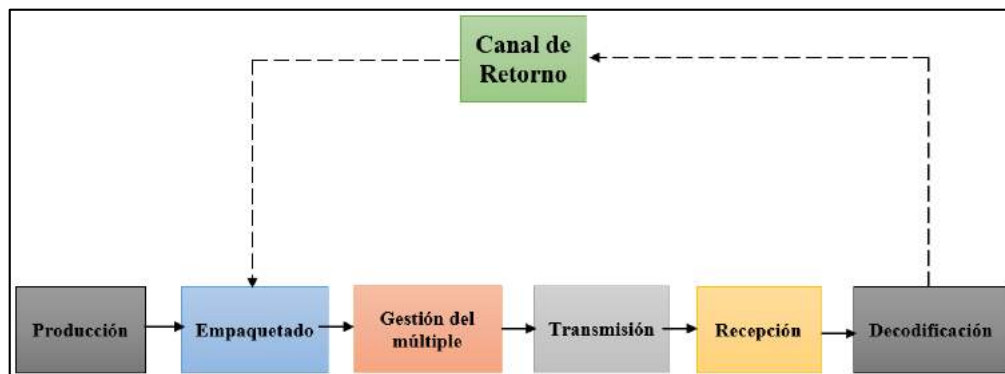 Canal de
Retorno
Producción
Empaquetado
Gestión del
múltiple
Transmisión
Recepción
Decodificación